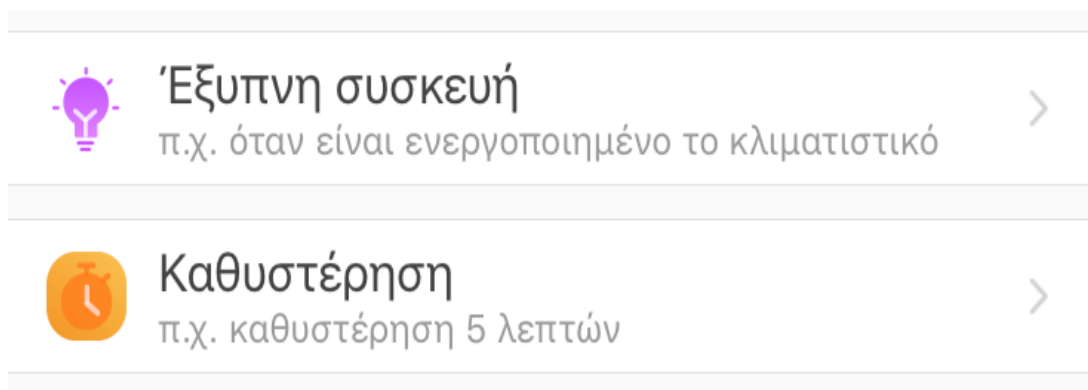 Έξυπνη συσκευή
π.χ. όταν είναι ενεργοποιημένο το κλιματιστικό
Καθυστέρηση
π.χ. καθυστέρηση 5 λεπτών